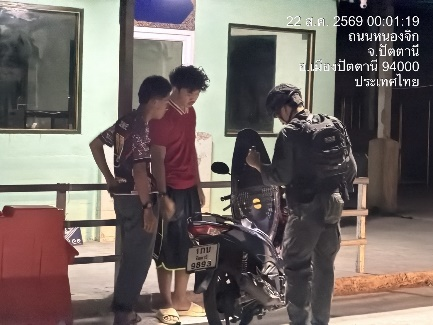 22 ส.ค. 2569 00:01:19
ถนนหนองจิก
จ.ปัตตานี
อ.เมืองปัตตานี 94000
ประเทศไทย
9893